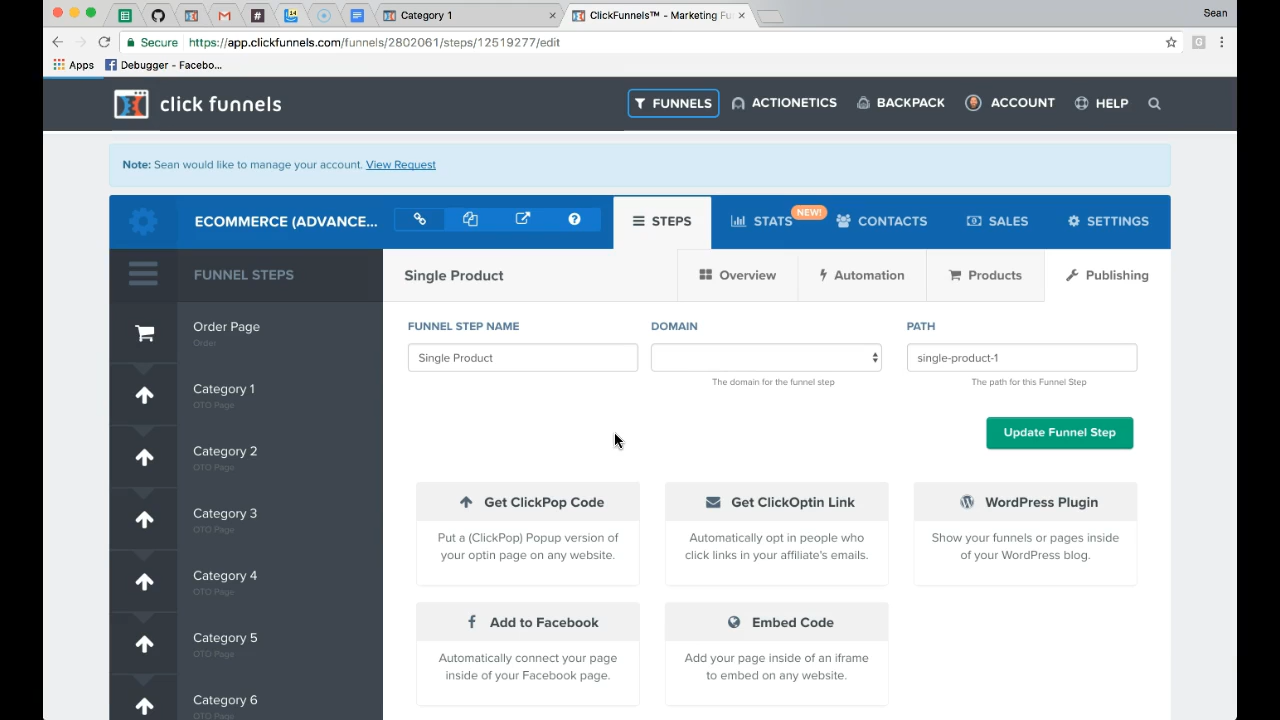 Category 1
ClickFunnels™ - Marketing Fu
Sean
Secure https://app.clickfunnels.com/funnels/2802061/steps/12519277/edit
Apps Debugger - Facebo...
click funnels
FUNNELS ACTIONETICS BACKPACK ACCOUNT HELP
Note: Sean would like to manage your account. View Request
ECOMMERCE (ADVANCE...
STEPS STATS NEW! CONTACTS SALES SETTINGS
FUNNEL STEPS
Single Product
Overview Automation Products Publishing
Order Page
Order
Category 1
OTO Page
Category 2
OTO Page
Category 3
OTO Page
Category 4
OTO Page
Category 5
OTO Page
Category 6
OTO Page
FUNNEL STEP NAME DOMAIN PATH
Single Product single-product-1
The domain for the funnel step The path for this Funnel Step
Update Funnel Step
Get ClickPop Code
Put a (ClickPop) Popup version of
your optin page on any website.
Get ClickOptin Link
Automatically opt in people who
click links in your affiliate's emails.
WordPress Plugin
Show your funnels or pages inside
of your WordPress blog.
Add to Facebook
Automatically connect your page
inside of your Facebook page.
Embed Code
Add your page inside of an iframe
to embed on any website.